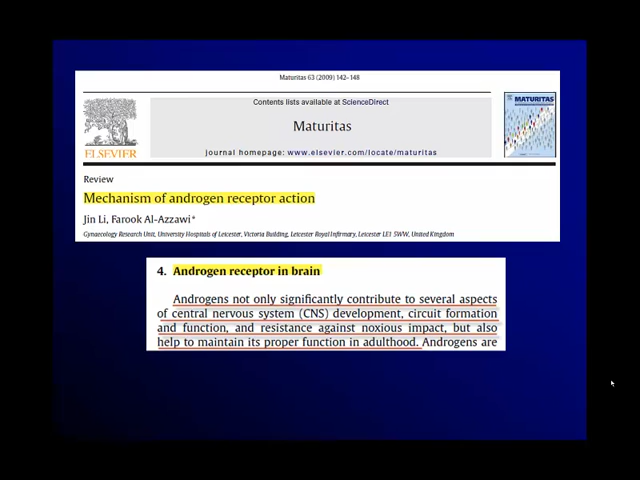 Maturitas 63 (2009) 142–148
Contents lists available at ScienceDirect
Maturitas
journal homepage: www.elsevier.com/locate/maturitas
ELSEVIER
MATURITAS
Review
Mechanism of androgen receptor action
Jin Li, Farook Al-Azzawi*
Gynaecology Research Unit, University Hospitals of Leicester, Victoria Building, Leicester Royal Infirmary, Leicester LE1 5WW, United Kingdom
4. Androgen receptor in brain
Androgens not only significantly contribute to several aspects
of central nervous system (CNS) development, circuit formation
and function, and resistance against noxious impact, but also
help to maintain its proper function in adulthood. Androgens are